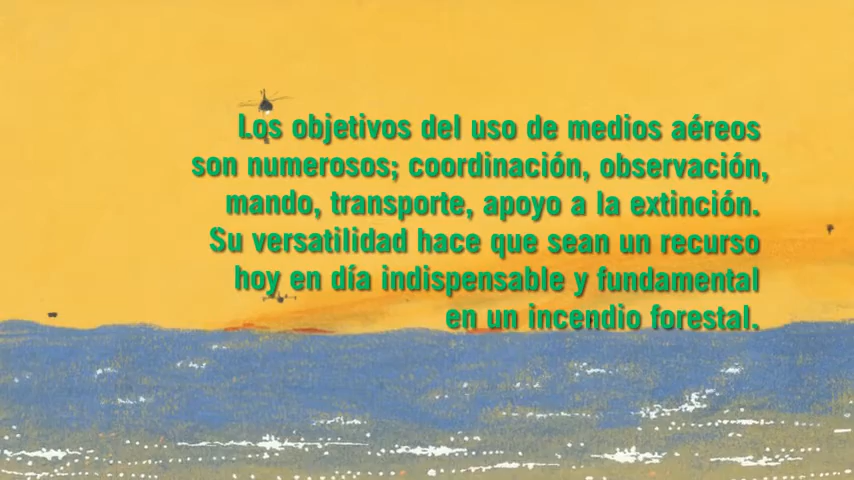 Los objetivos del uso de medios aéreos
son numerosos; coordinación, observación,
mando, transporte, apoyo a la extinción.
Su versatilidad hace que sean un recurso
hoy en día indispensable y fundamental
en un incendio forestal.